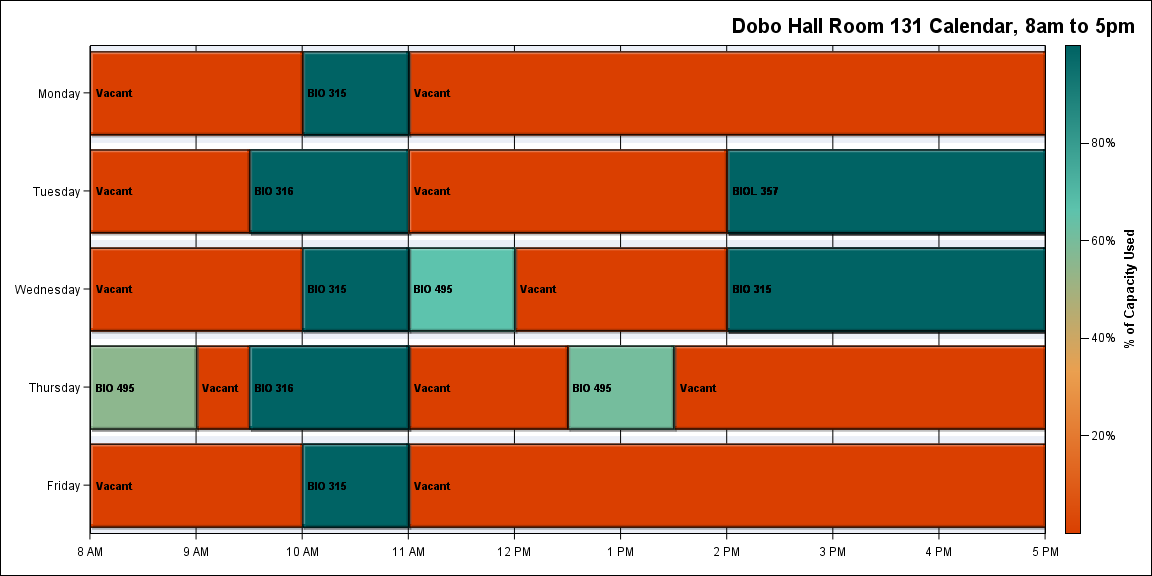 Dobo Hall Room 131 Calendar, 8am to 5pm
Monday
Vacant
BIO 315
Vacant
Tuesday
Vacant
BIO 316
Vacant
BIOL 357
Wednesday
Vacant
BIO 315
BIO 495
Vacant
BIO 315
Thursday
BIO 495
Vacant
BIO 316
Vacant
BIO 495
Vacant
Friday
Vacant
BIO 315
Vacant
8 AM
9 AM
10 AM
11 AM
12 PM
1 PM
2 PM
3 PM
4 PM
5 PM
80%
60%
40%
20%
% of Capacity Used